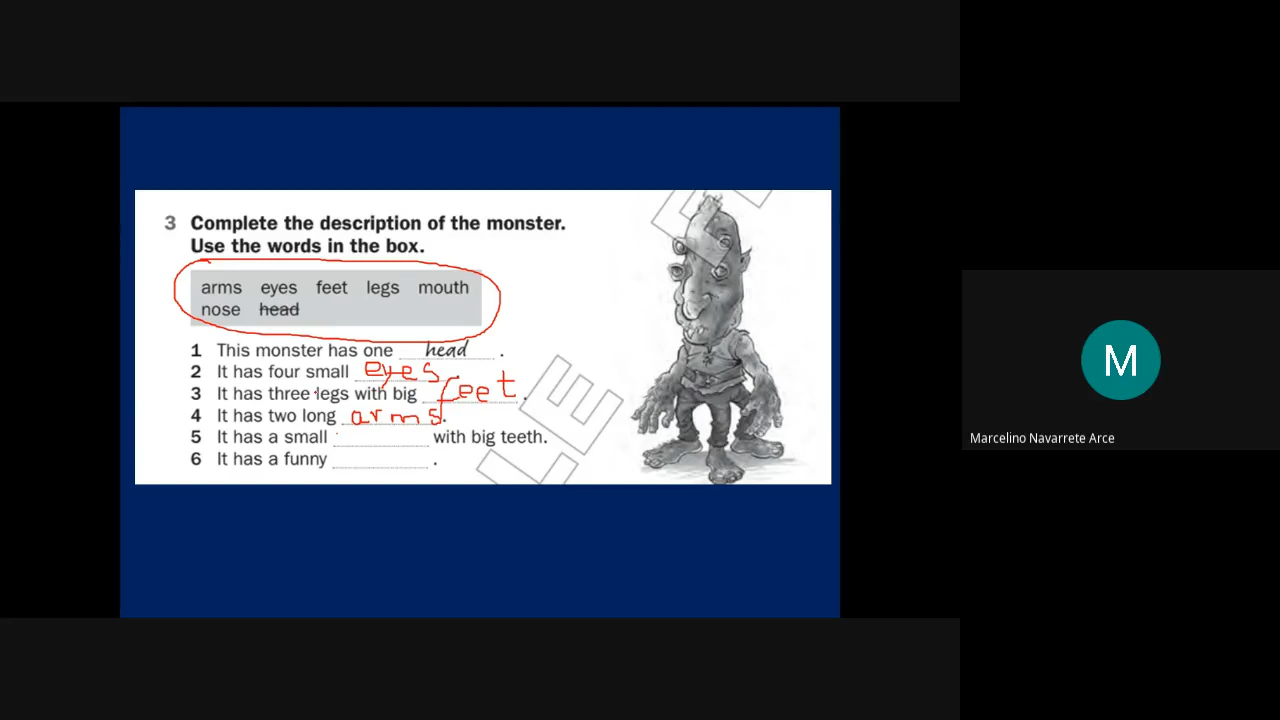 3 Complete the description of the monster.
Use the words in the box.
arms eyes feet legs mouth
nose head
1 This monster has one head .
2 It has four small eyes .
3 It has three legs with big feet .
4 It has two long arms .
5 It has a small with big teeth.
6 It has a funny .
LE
M
Marcelino Navarrete Arce